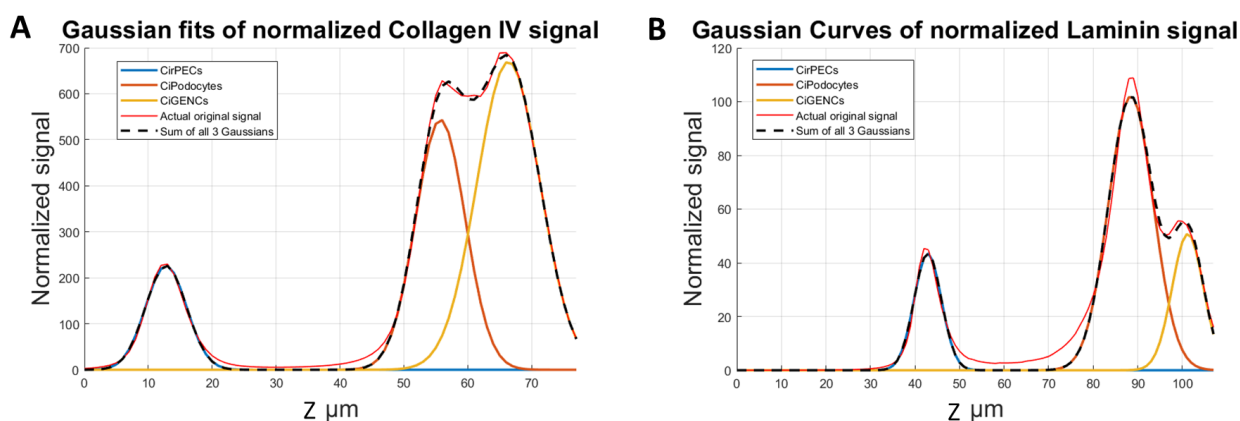 A Gaussian fits of normalized Collagen IV signal
700
600
500
400
300
200
100
0
Normalized signal
CirPECs
CiPodocytes
CiGENCs
Actual original signal
Sum of all 3 Gaussians
0 10 20 30 40 50 60 70
Z µm
B Gaussian Curves of normalized Laminin signal
120
100
80
60
40
20
0
Normalized signal
CirPECs
CiPodocytes
CiGENCs
Actual original signal
Sum of all 3 Gaussians
0 10 20 30 40 50 60 70 80 90 100
Z µm